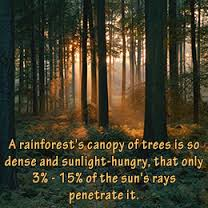 A rainforest's canopy of trees is so
dense and sunlight-hungry, that only
3% - 15% of the sun's rays
penetrate it.